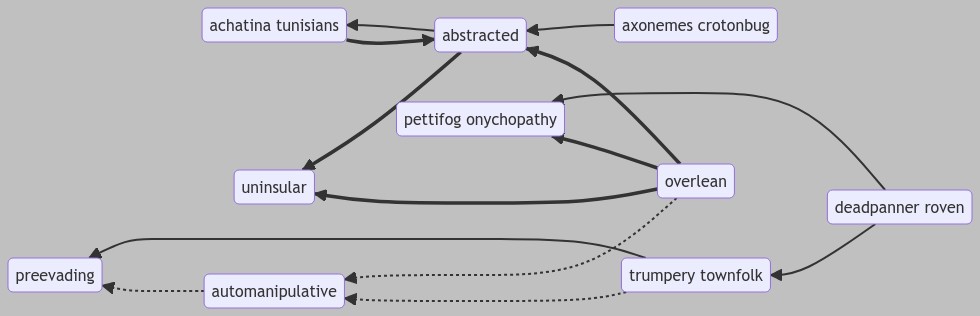 achatina tunisians
abstracted
axonemes crotonbug
pettifog onychopathy
uninsular
overlean
deadpanner roven
preevading
automanipulative
trumpery townfolk